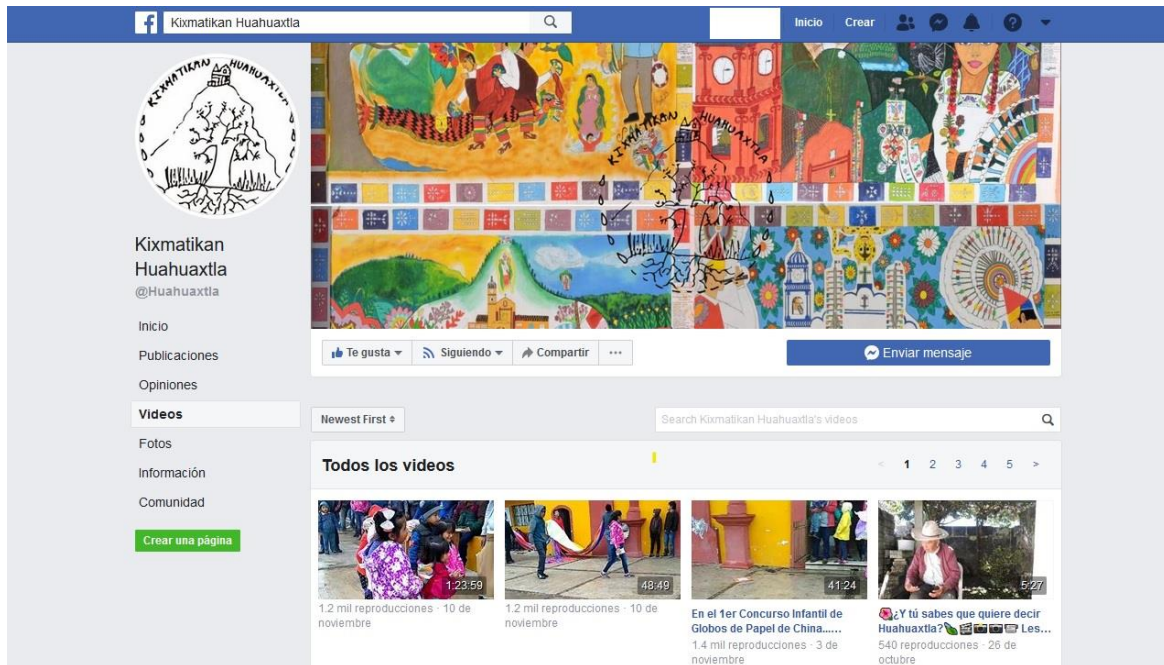 Kixmatikan Huahuaxtla
Inicio Crear
KIXMATIKAN HUAHUAXTLA
KIXMATIKAN HUAHUAXTLA
Kixmatikan
Huahuaxtla
@Huahuaxtla
Inicio
Publicaciones
Opiniones
Videos
Fotos
Información
Comunidad
Crear una página
Te gusta Siguiendo Compartir ...
Enviar mensaje
Newest First
Search Kixmatikan Huahuaxtla's videos
Todos los videos
< 1 2 3 4 5 >
1:23:59
1.2 mil reproducciones · 10 de
noviembre
48:49
1.2 mil reproducciones · 10 de
noviembre
41:24
En el 1er Concurso Infantil de
Globos de Papel de China......
1.4 mil reproducciones · 3 de
noviembre
5:27
🌺¿Y tú sabes que quiere decir
Huahuaxtla? Les...
540 reproducciones · 26 de
octubre